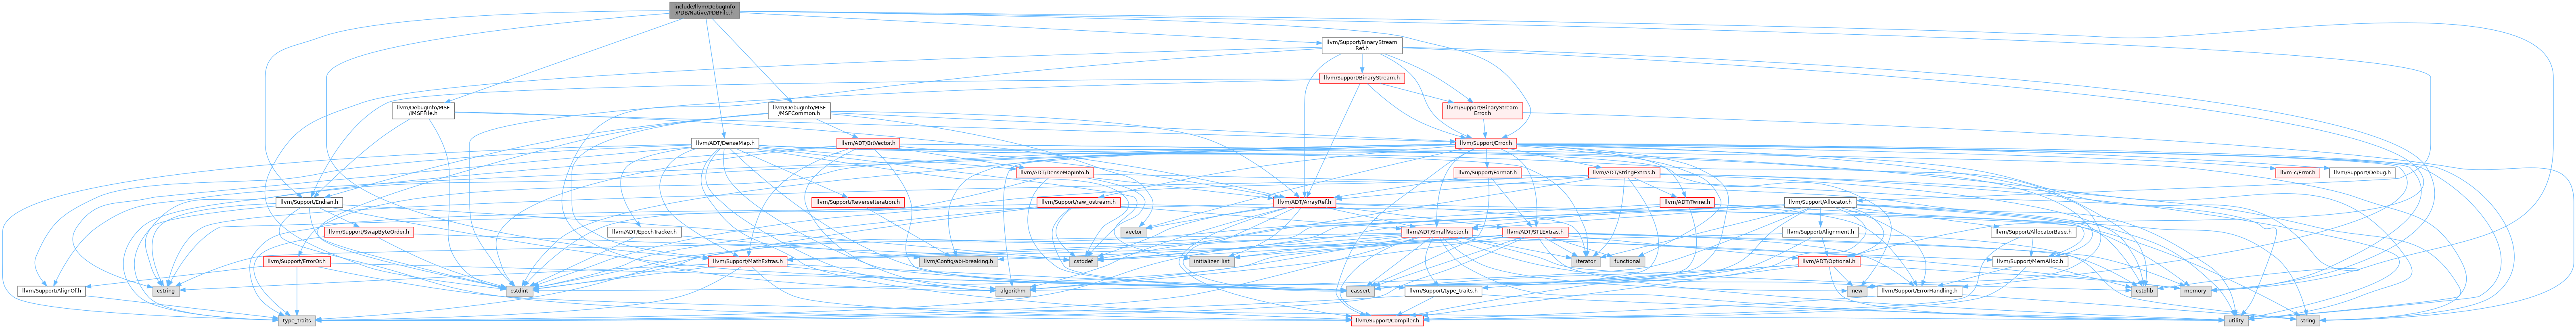 include/llvm/DebugInfo
/PDB/Native/PDBFile.h
llvm/Support/BinaryStream
Ref.h
llvm/Support/BinaryStream.h
llvm/DebugInfo/MSF
/IMSFFile.h
llvm/DebugInfo/MSF
/MSFCommon.h
llvm/Support/BinaryStream
Error.h
llvm/ADT/DenseMap.h
llvm/ADT/BitVector.h
llvm/Support/Error.h
llvm/ADT/DenseMapInfo.h
llvm/Support/Format.h
llvm/ADT/StringExtras.h
llvm-c/Error.h
llvm/Support/Debug.h
llvm/Support/Endian.h
llvm/Support/ReverseIteration.h
llvm/Support/raw_ostream.h
llvm/ADT/ArrayRef.h
llvm/ADT/Twine.h
llvm/Support/Allocator.h
llvm/Support/SwapByteOrder.h
llvm/ADT/EpochTracker.h
vector
llvm/ADT/SmallVector.h
llvm/ADT/STLExtras.h
llvm/Support/Alignment.h
llvm/Support/AllocatorBase.h
llvm/Support/ErrorOr.h
llvm/Support/MathExtras.h
llvm/Config/abi-breaking.h
cstddef
initializer_list
iterator
functional
llvm/ADT/Optional.h
llvm/Support/MemAlloc.h
llvm/Support/AlignOf.h
cstring
cstdint
algorithm
cassert
llvm/Support/type_traits.h
new
llvm/Support/ErrorHandling.h
cstdlib
memory
type_traits
llvm/Support/Compiler.h
utility
string